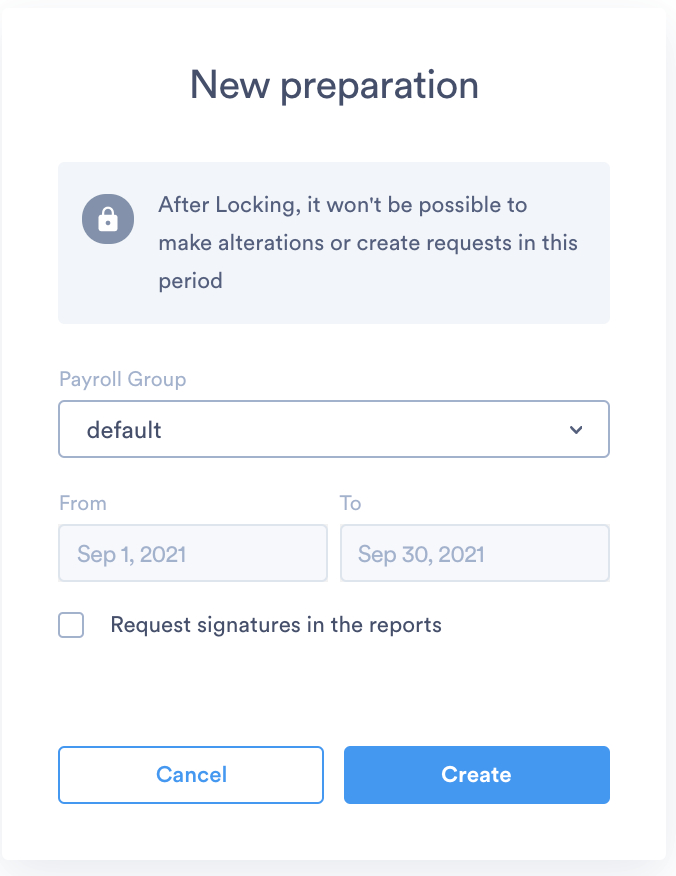 New preparation
After Locking, it won't be possible to
make alterations or create requests in this
period
Payroll Group
default
From
To
Sep 1, 2021
Sep 30, 2021
Request signatures in the reports
Cancel
Create